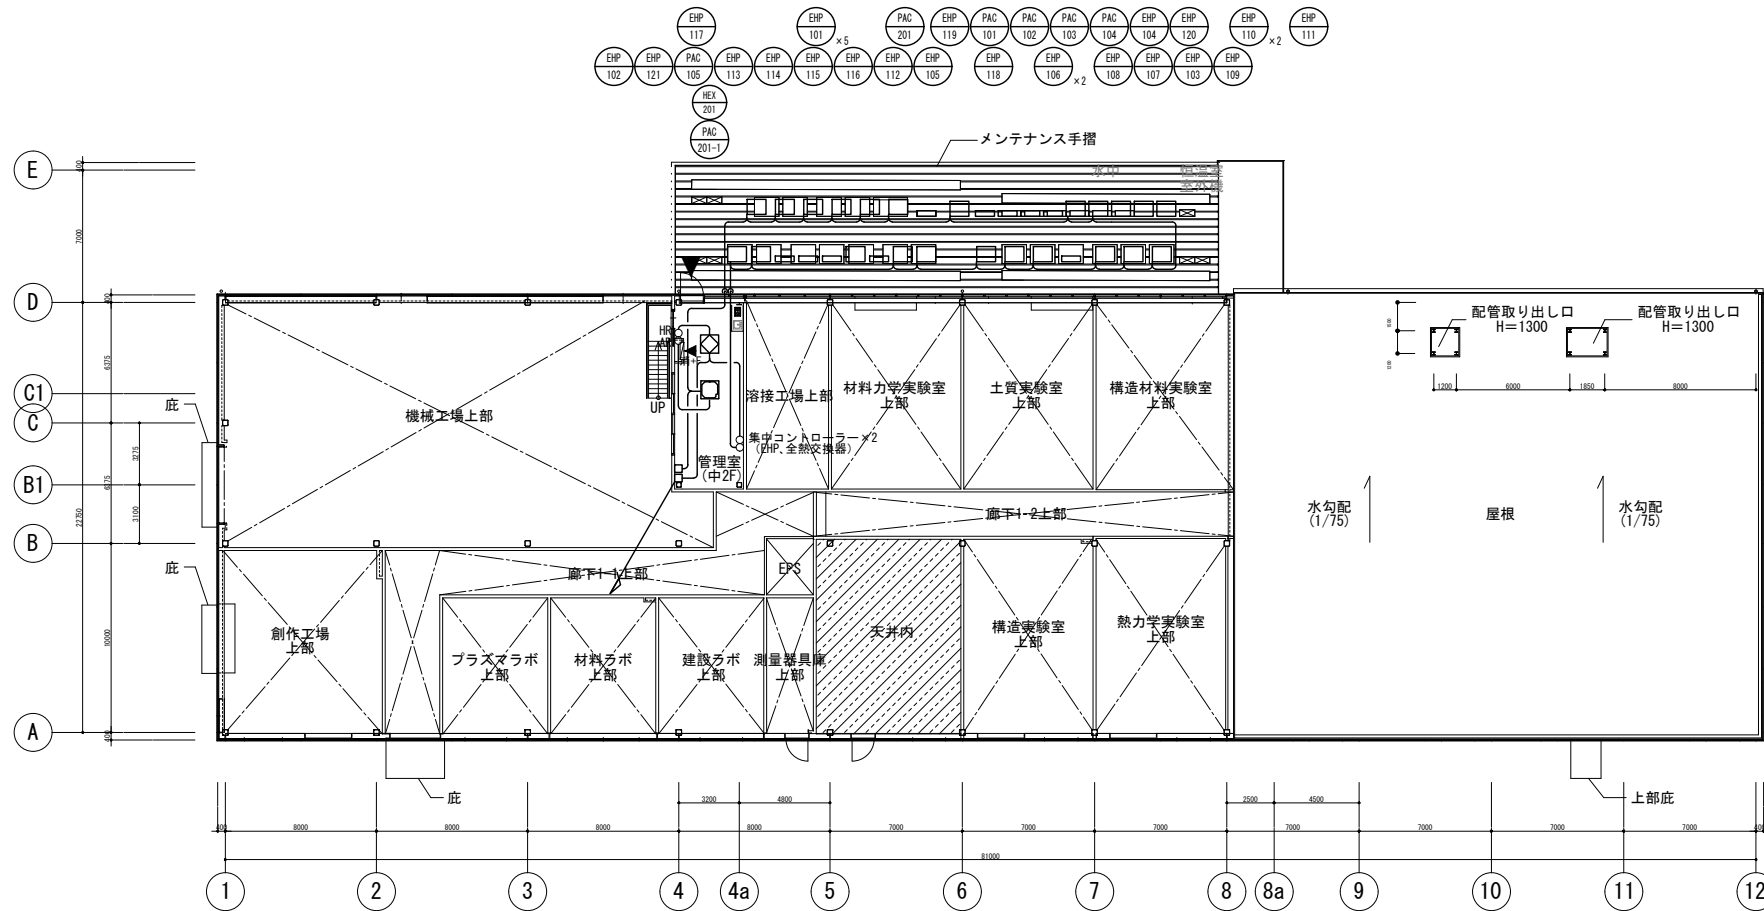 EHP 117
EHP 101 ×5
PAC 201
EHP 119
PAC 101
PAC 102
PAC 103
PAC 104
EHP 104
EHP 120
EHP 110 ×2
EHP 111
EHP 102
EHP 121
PAC 105
EHP 113
EHP 114
EHP 115
EHP 116
EHP 112
EHP 105
EHP 118
EHP 106 ×2
EHP 108
EHP 107
EHP 103
EHP 109
HEX 201
PAC 201-1
メンテナンス手摺
E
D
C1
C
B1
B
A
400
7000
400
6375
6375
22750
10000
400
3275
3100
庇
庇
庇
上部庇
機械工場上部
UP
管理室
(中2F)
溶接工場上部
集中コントローラー×2
(EHP、全熱交換器)
材料力学実験室
上部
土質実験室
上部
構造材料実験室
上部
配管取り出し口
H=1300
配管取り出し口
H=1300
1200
6000
1850
8000
廊下1-2上部
水勾配
(1/75)
屋根
水勾配
(1/75)
廊下1-1上部
EPS
創作工場
上部
プラズマラボ
上部
材料ラボ
上部
建設ラボ
上部
測量器具庫
上部
天井内
構造実験室
上部
熱力学実験室
上部
3200
4800
2500
4500
400
8000
8000
8000
8000
7000
7000
7000
7000
7000
7000
7000
400
81000
1
2
3
4
4a
5
6
7
8
8a
9
10
11
12